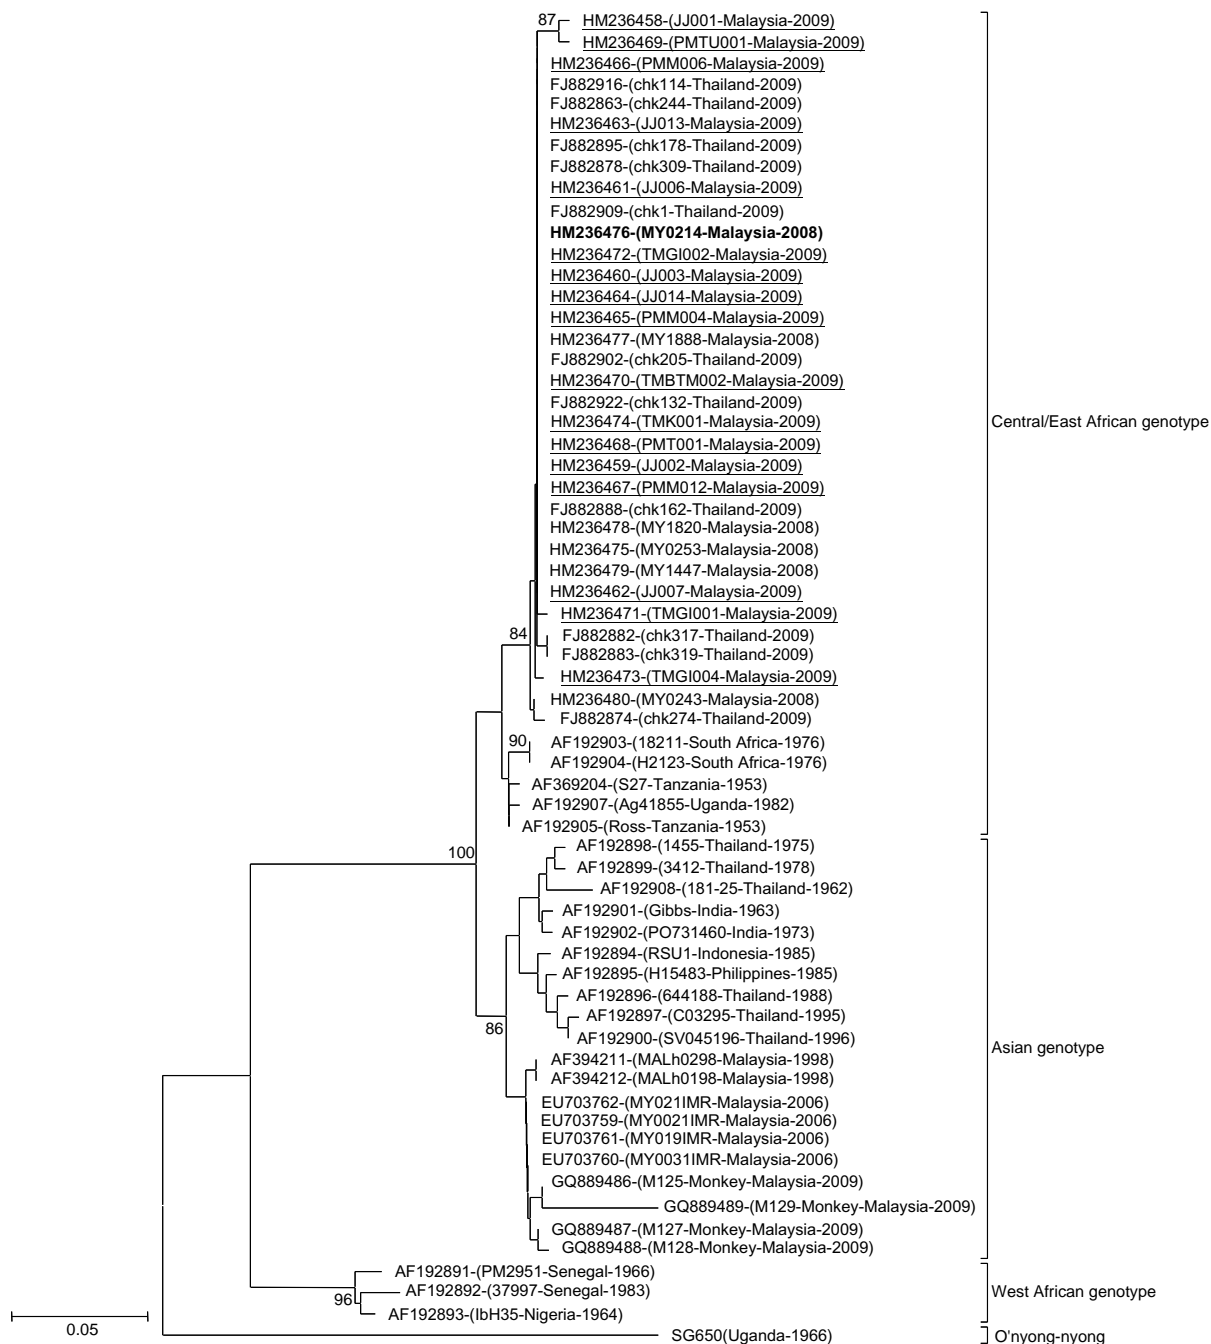 87
HM236458-(JJ001-Malaysia-2009)
HM236469-(PMTU001-Malaysia-2009)
HM236466-(PMM006-Malaysia-2009)
FJ882916-(chk114-Thailand-2009)
FJ882863-(chk244-Thailand-2009)
HM236463-(JJ013-Malaysia-2009)
FJ882895-(chk178-Thailand-2009)
FJ882878-(chk309-Thailand-2009)
HM236461-(JJ006-Malaysia-2009)
FJ882909-(chk1-Thailand-2009)
HM236476-(MY0214-Malaysia-2008)
HM236472-(TMGI002-Malaysia-2009)
HM236460-(JJ003-Malaysia-2009)
HM236464-(JJ014-Malaysia-2009)
HM236465-(PMM004-Malaysia-2009)
HM236477-(MY1888-Malaysia-2008)
FJ882902-(chk205-Thailand-2009)
HM236470-(TMBTM002-Malaysia-2009)
FJ882922-(chk132-Thailand-2009)
HM236474-(TMK001-Malaysia-2009)
Central/East African genotype
HM236468-(PMT001-Malaysia-2009)
HM236459-(JJ002-Malaysia-2009)
HM236467-(PMM012-Malaysia-2009)
FJ882888-(chk162-Thailand-2009)
HM236478-(MY1820-Malaysia-2008)
HM236475-(MY0253-Malaysia-2008)
HM236479-(MY1447-Malaysia-2008)
HM236462-(JJ007-Malaysia-2009)
HM236471-(TMGI001-Malaysia-2009)
84
FJ882882-(chk317-Thailand-2009)
FJ882883-(chk319-Thailand-2009)
HM236473-(TMGI004-Malaysia-2009)
HM236480-(MY0243-Malaysia-2008)
FJ882874-(chk274-Thailand-2009)
90
AF192903-(18211-South Africa-1976)
AF192904-(H2123-South Africa-1976)
AF369204-(S27-Tanzania-1953)
AF192907-(Ag41855-Uganda-1982)
AF192905-(Ross-Tanzania-1953)
100
AF192898-(1455-Thailand-1975)
AF192899-(3412-Thailand-1978)
AF192908-(181-25-Thailand-1962)
AF192901-(Gibbs-India-1963)
AF192902-(PO731460-India-1973)
AF192894-(RSU1-Indonesia-1985)
AF192895-(H15483-Philippines-1985)
AF192896-(644188-Thailand-1988)
AF192897-(C03295-Thailand-1995)
86
AF192900-(SV045196-Thailand-1996)
Asian genotype
AF394211-(MALh0298-Malaysia-1998)
AF394212-(MALh0198-Malaysia-1998)
EU703762-(MY021IMR-Malaysia-2006)
EU703759-(MY0021IMR-Malaysia-2006)
EU703761-(MY019IMR-Malaysia-2006)
EU703760-(MY0031IMR-Malaysia-2006)
GQ889486-(M125-Monkey-Malaysia-2009)
GQ889489-(M129-Monkey-Malaysia-2009)
GQ889487-(M127-Monkey-Malaysia-2009)
GQ889488-(M128-Monkey-Malaysia-2009)
AF192891-(PM2951-Senegal-1966)
96
AF192892-(37997-Senegal-1983)
West African genotype
AF192893-(IbH35-Nigeria-1964)
0.05
SG650(Uganda-1966)
O'nyong-nyong